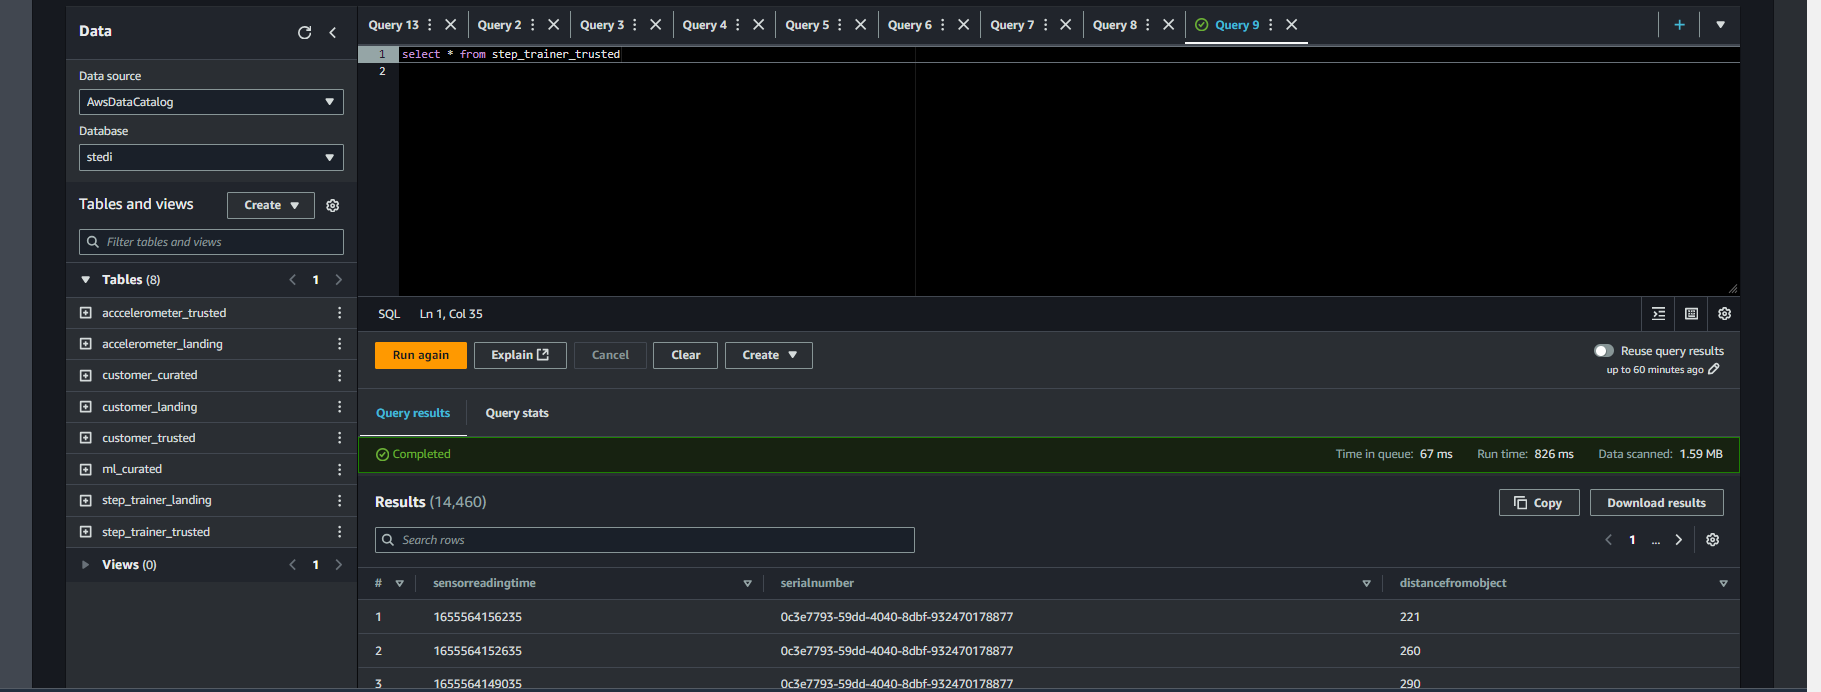 Data
Data source
AwsDataCatalog
Database
stedi
Tables and views
Create
Filter tables and views
Tables (8)
1
acccelerometer_trusted
accelerometer_landing
customer_curated
customer_landing
customer_trusted
ml_curated
step_trainer_landing
step_trainer_trusted
Views (0)
1
Query 13 Query 2 Query 3 Query 4 Query 5 Query 6 Query 7 Query 8 Query 9
1 select * from step_trainer_trusted
2
SQL Ln 1, Col 35
Run again Explain Cancel Clear Create
Reuse query results
up to 60 minutes ago
Query results Query stats
Completed Time in queue: 67 ms Run time: 826 ms Data scanned: 1.59 MB
Results (14,460)
Copy Download results
Search rows
1 ...
# sensorreadingtime serialnumber distancefromobject
1 1655564156235 0c3e7793-59dd-4040-8dbf-932470178877 221
2 1655564152635 0c3e7793-59dd-4040-8dbf-932470178877 260
3 1655564149035 0c3e7793-59dd-4040-8dbf-932470178877 290